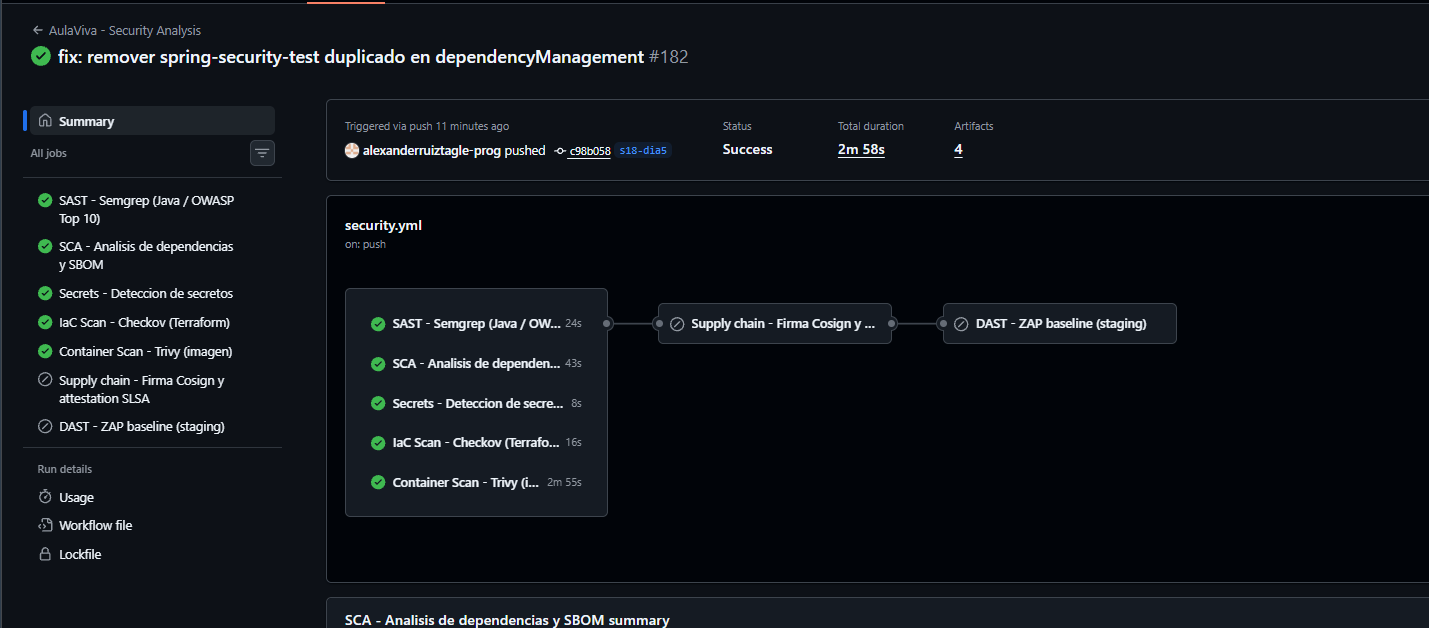 AulaViva - Security Analysis
fix: remover spring-security-test duplicado en dependencyManagement #182
Summary
All jobs
SAST - Semgrep (Java / OWASP
Top 10)
SCA - Analisis de dependencias
y SBOM
Secrets - Deteccion de secretos
IaC Scan - Checkov (Terraform)
Container Scan - Trivy (imagen)
Supply chain - Firma Cosign y
attestation SLSA
DAST - ZAP baseline (staging)
Run details
Usage
Workflow file
Lockfile
Triggered via push 11 minutes ago
alexanderruiztagle-prog pushed c98b058 s18-dia5
Status
Success
Total duration
2m 58s
Artifacts
4
security.yml
on: push
SAST - Semgrep (Java / OW... 24s
SCA - Analisis de dependen... 43s
Secrets - Deteccion de secre... 8s
IaC Scan - Checkov (Terrafo... 16s
Container Scan - Trivy (i... 2m 55s
Supply chain - Firma Cosign y ...
DAST - ZAP baseline (staging)
SCA - Analisis de dependencias y SBOM summary